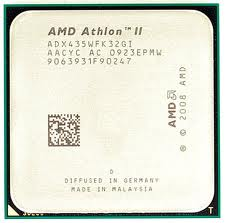 AMD Athlon™ II
ADX435WFK32GI
AACYC AC 0923EPMW
9063931F90247
AMD
© 2008 AMD
D
DIFFUSED IN GERMANY
MADE IN MALAYSIA
T